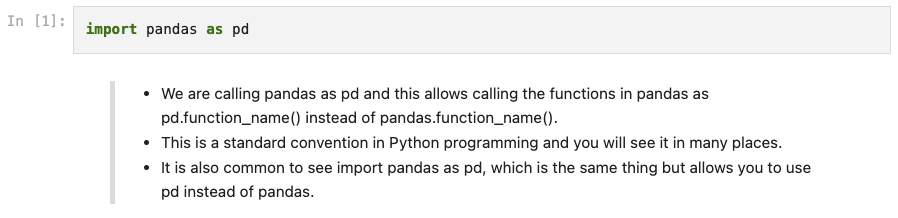 In [1]: import pandas as pd
• We are calling pandas as pd and this allows calling the functions in pandas as
pd.function_name() instead of pandas.function_name().
• This is a standard convention in Python programming and you will see it in many places.
• It is also common to see import pandas as pd, which is the same thing but allows you to use
pd instead of pandas.